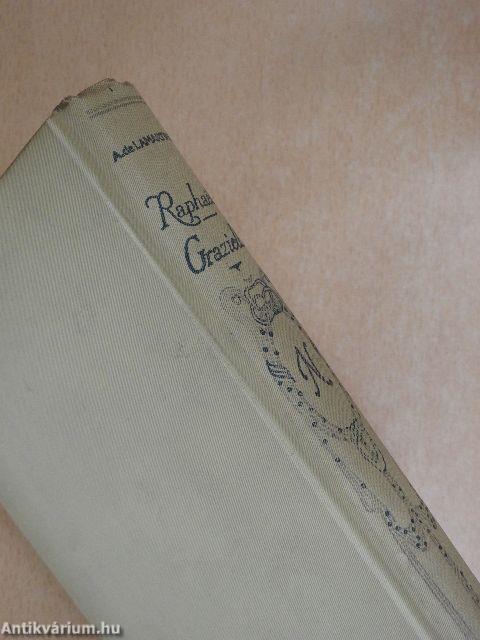 A. de LAMART
Raphaë
Graziel
N
Antikvárium.hu